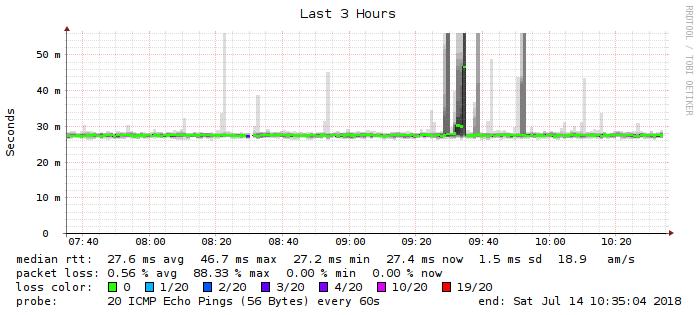 Last 3 Hours
RRDTOOL / TOBI OETIKER
Seconds
50 m
40 m
30 m
20 m
10 m
0
07:40 08:00 08:20 08:40 09:00 09:20 09:40 10:00 10:20
median rtt: 27.6 ms avg 46.7 ms max 27.2 ms min 27.4 ms now 1.5 ms sd 18.9 am/s
packet loss: 0.56 % avg 88.33 % max 0.00 % min 0.00 % now
loss color: 0 1/20 2/20 3/20 4/20 10/20 19/20
probe: 20 ICMP Echo Pings (56 Bytes) every 60s end: Sat Jul 14 10:35:04 2018